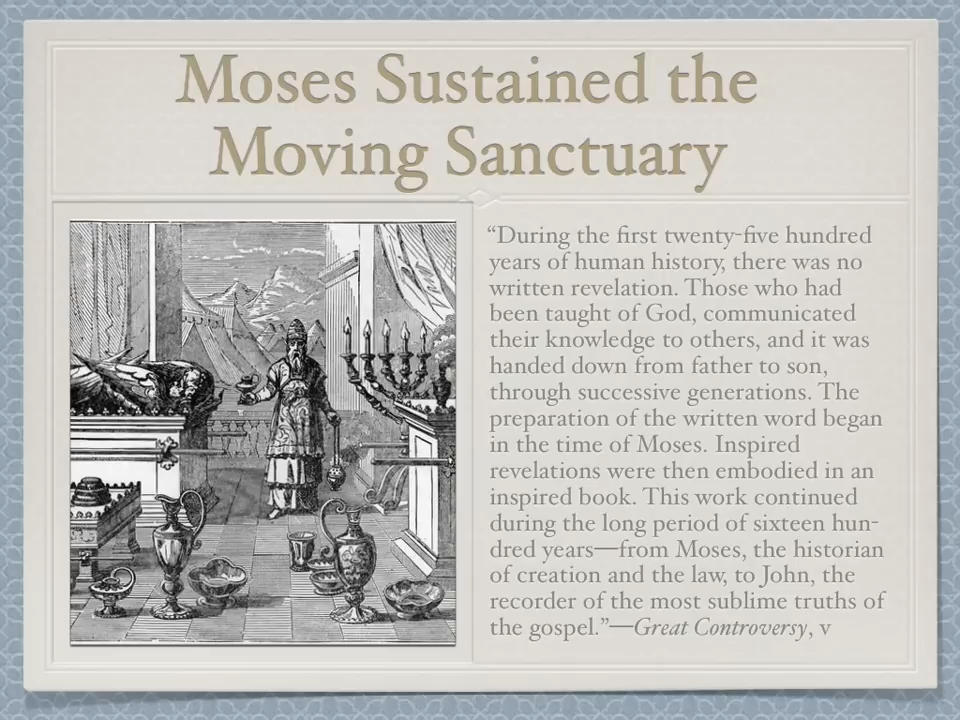 Moses Sustained the
Moving Sanctuary
“During the first twenty-five hundred
years of human history, there was no
written revelation. Those who had
been taught of God, communicated
their knowledge to others, and it was
handed down from father to son,
through successive generations. The
preparation of the written word began
in the time of Moses. Inspired
revelations were then embodied in an
inspired book. This work continued
during the long period of sixteen hun-
dred years—from Moses, the historian
of creation and the law, to John, the
recorder of the most sublime truths of
the gospel.”—Great Controversy, v